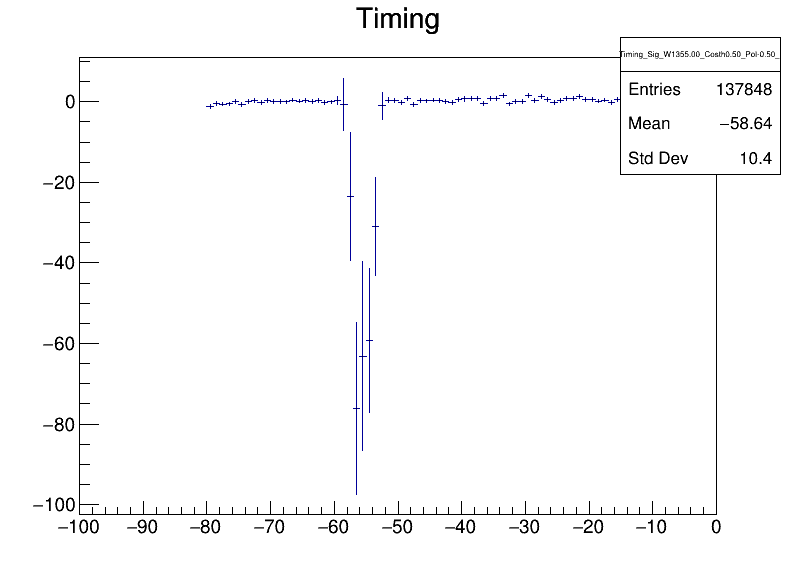 Timing
Timing_Sig_W1355.00_Costh0.50_Pol-0.50_
Entries 137848
Mean −58.64
Std Dev 10.4
0
−20
−40
−60
−80
−100
−100 −90 −80 −70 −60 −50 −40 −30 −20 −10 0